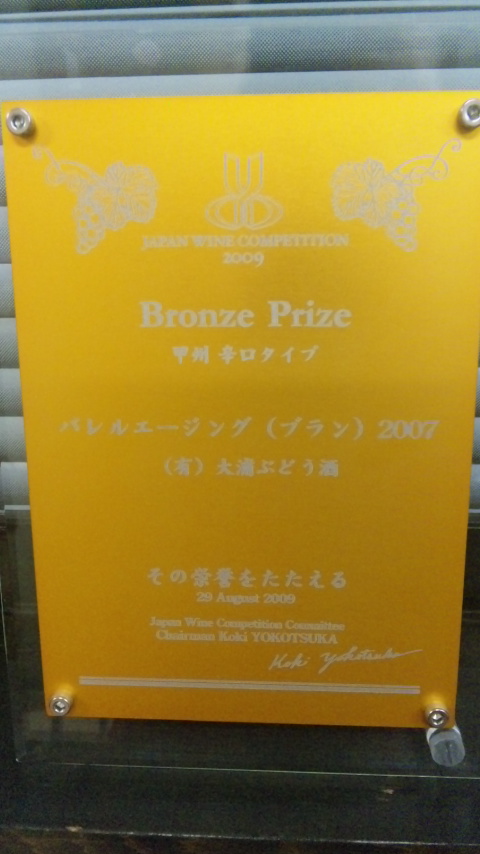 JAPAN WINE COMPETITION
2009
Bronze Prize
甲州 辛口タイプ
バレルエージング（ブラン）2007
（有）大浦ぶどう酒
その栄誉をたたえる
29 August 2009
Japan Wine Competition Committee
Chairman Koki YOKOTSUKA
Koki Yokotsuka